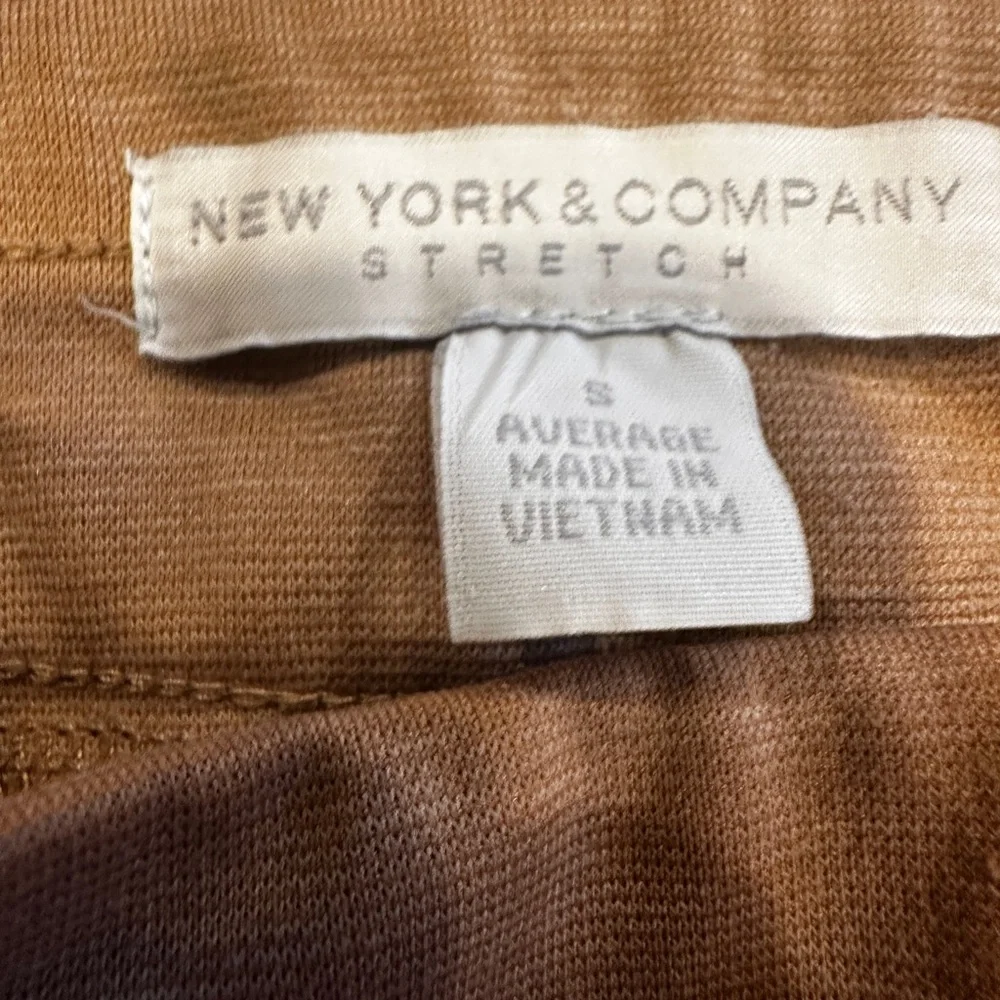 NEW YORK & COMPANY
STRETCH
S
AVERAGE
MADE IN
VIETNAM